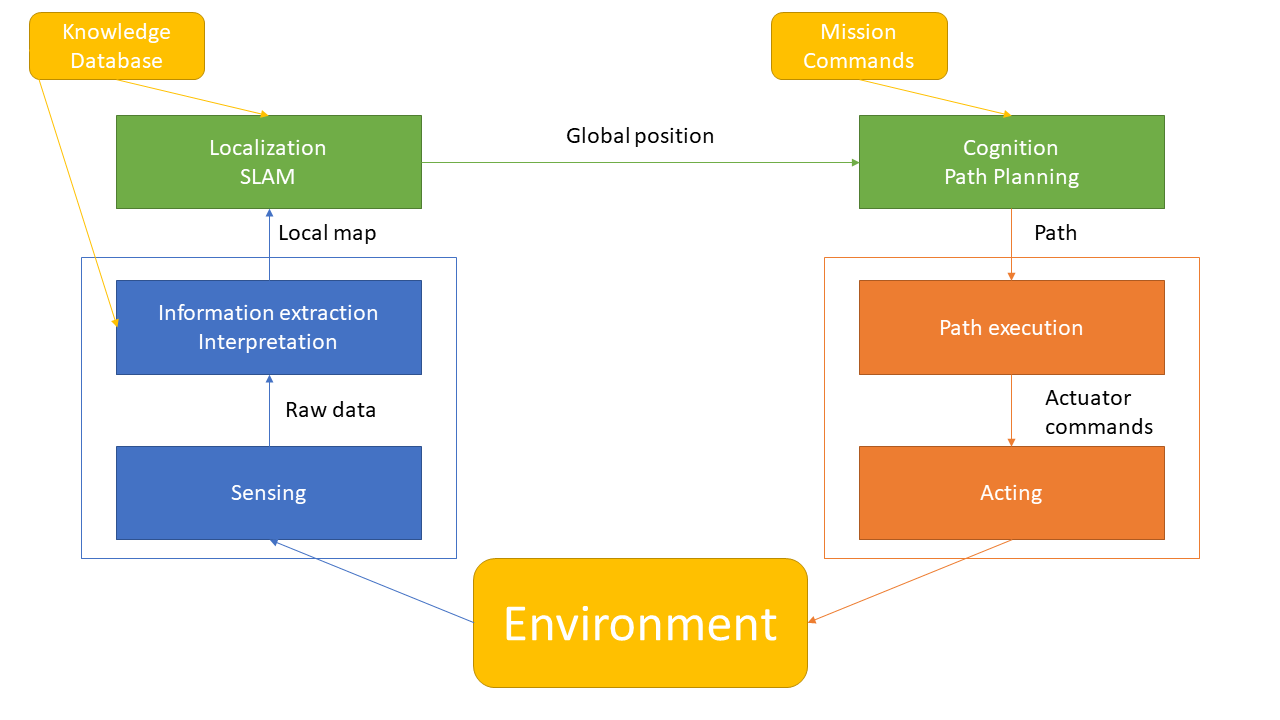 Knowledge
Database
Mission
Commands
Localization
SLAM
Global position
Cognition
Path Planning
Local map
Path
Information extraction
Interpretation
Path execution
Raw data
Actuator
commands
Sensing
Acting
Environment